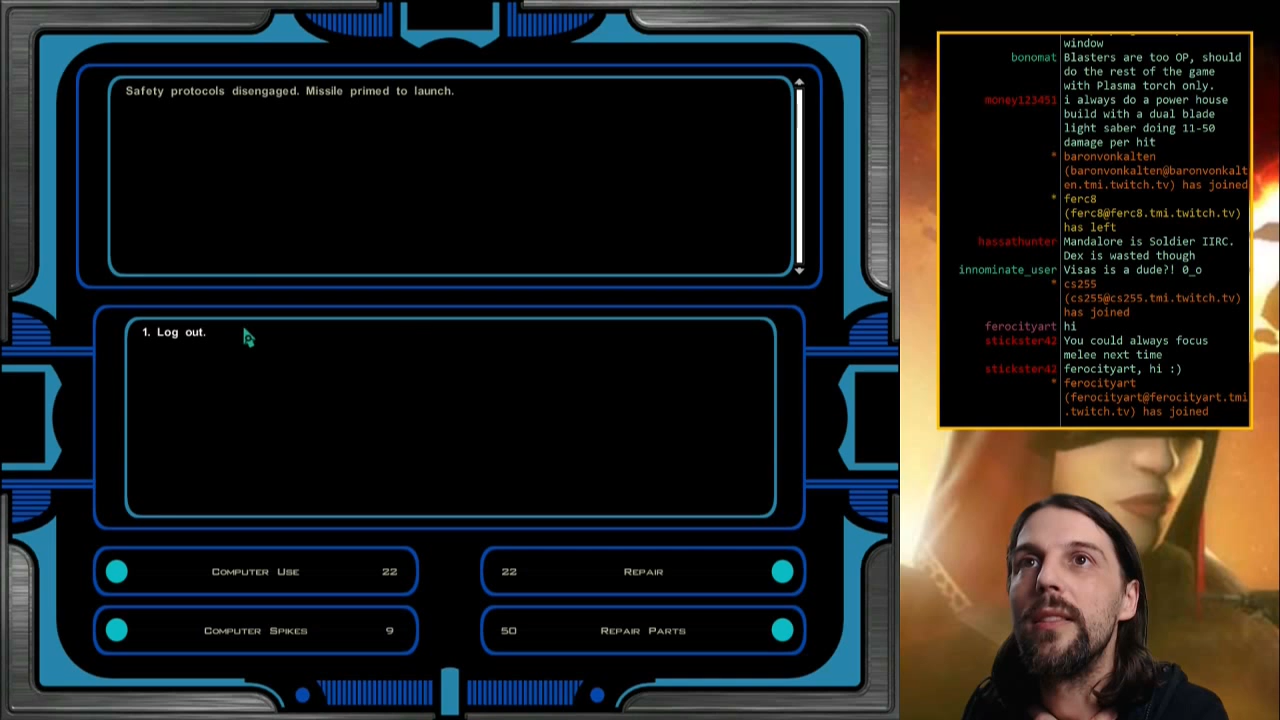 Safety protocols disengaged. Missile primed to launch.
1. Log out.
COMPUTER USE 22
22 REPAIR
COMPUTER SPIKES 9
50 REPAIR PARTS
window
bonomat Blasters are too OP, should
do the rest of the game
with Plasma torch only.
money123451 i always do a power house
build with a dual blade
light saber doing 11-50
damage per hit
* baronvonkalten
(baronvonkalten@baronvonkalt
en.tmi.twitch.tv) has joined
* ferc8
(ferc8@ferc8.tmi.twitch.tv)
has left
hassathunter Mandalore is Soldier IIRC.
Dex is wasted though
innominate_user Visas is a dude?! 0_o
* cs255
(cs255@cs255.tmi.twitch.tv)
has joined
ferocityart hi
stickster42 You could always focus
melee next time
stickster42 ferocityart, hi :)
* ferocityart
(ferocityart@ferocityart.tmi
.twitch.tv) has joined